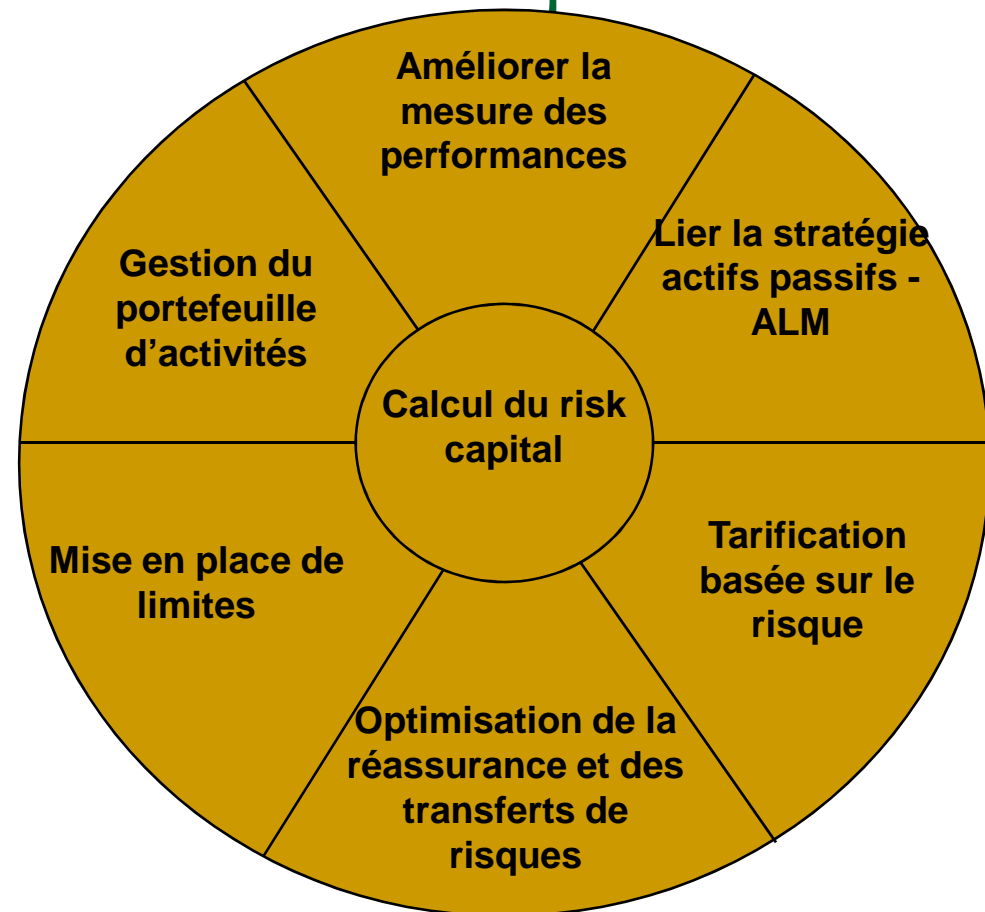 Améliorer la
mesure des
performances
Lier la stratégie
actifs passifs -
ALM
Tarification
basée sur le
risque
Optimisation de la
réassurance et des
transferts de
risques
Mise en place de
limites
Gestion du
portefeuille
d’activités
Calcul du risk
capital